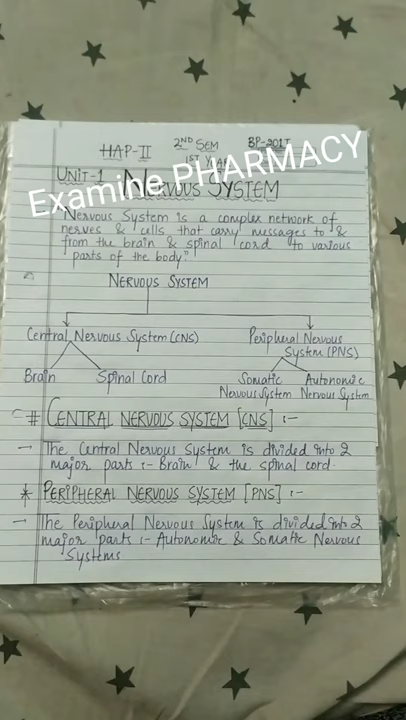 HAP-II 2ND SEM BP-201T
1ST YEAR
Examine PHARMACY
UNIT-1 NERVOUS SYSTEM
"Nervous System is a complex network of
nerves & cells that carry messages to &
from the brain & spinal cord to various
parts of the body."
NERVOUS SYSTEM
Central Nervous System (CNS) Peripheral Nervous
System (PNS)
Brain Spinal Cord Somatic Autonomic
Nervous System Nervous System
# CENTRAL NERVOUS SYSTEM [CNS] :-
→ The Central Nervous System is divided into 2
major parts :- Brain & the spinal cord.
* PERIPHERAL NERVOUS SYSTEM [PNS] :-
→ The Peripheral Nervous System is divided into 2
major parts :- Autonomic & Somatic Nervous
Systems